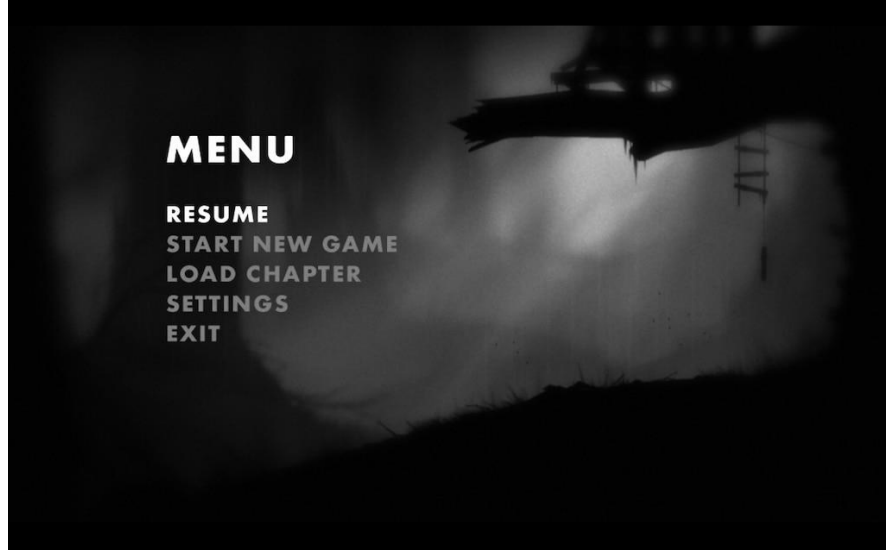 MENU
RESUME
START NEW GAME
LOAD CHAPTER
SETTINGS
EXIT